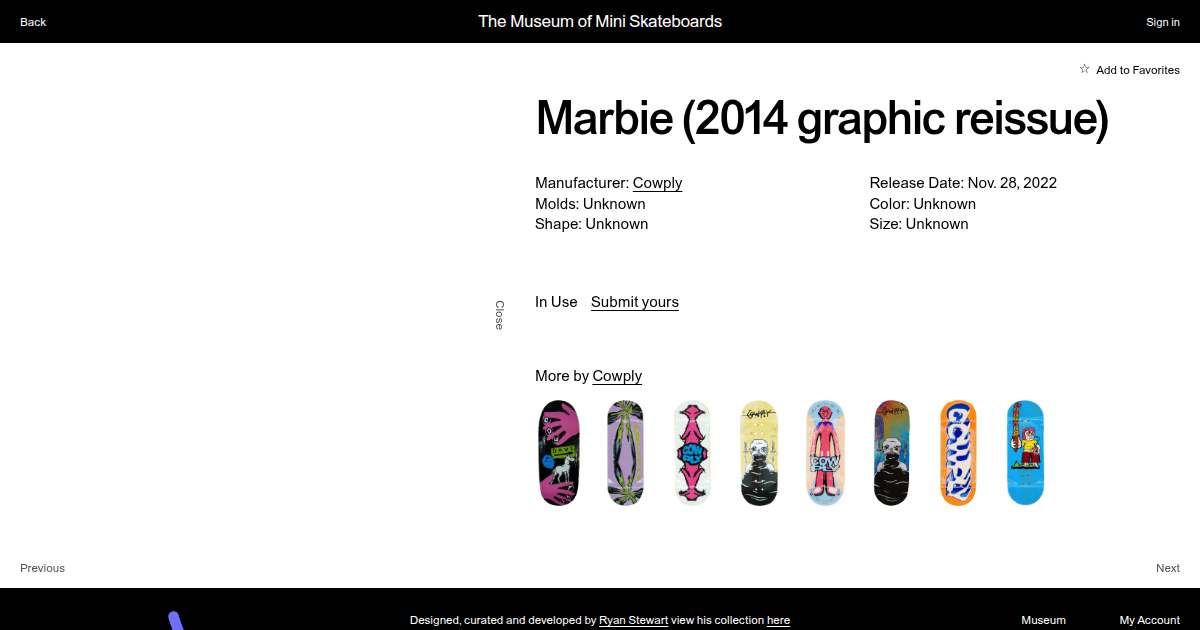 Back
The Museum of Mini Skateboards
Sign in
☆ Add to Favorites
Marbie (2014 graphic reissue)
Manufacturer: Cowply
Molds: Unknown
Shape: Unknown
Release Date: Nov. 28, 2022
Color: Unknown
Size: Unknown
Close
In Use Submit yours
More by Cowply
Previous
Next
Designed, curated and developed by Ryan Stewart view his collection here
Museum
My Account